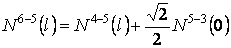 N^{6-5}(l) = N^{4-5}(l) + \frac{\sqrt{2}}{2} N^{5-3}(0)